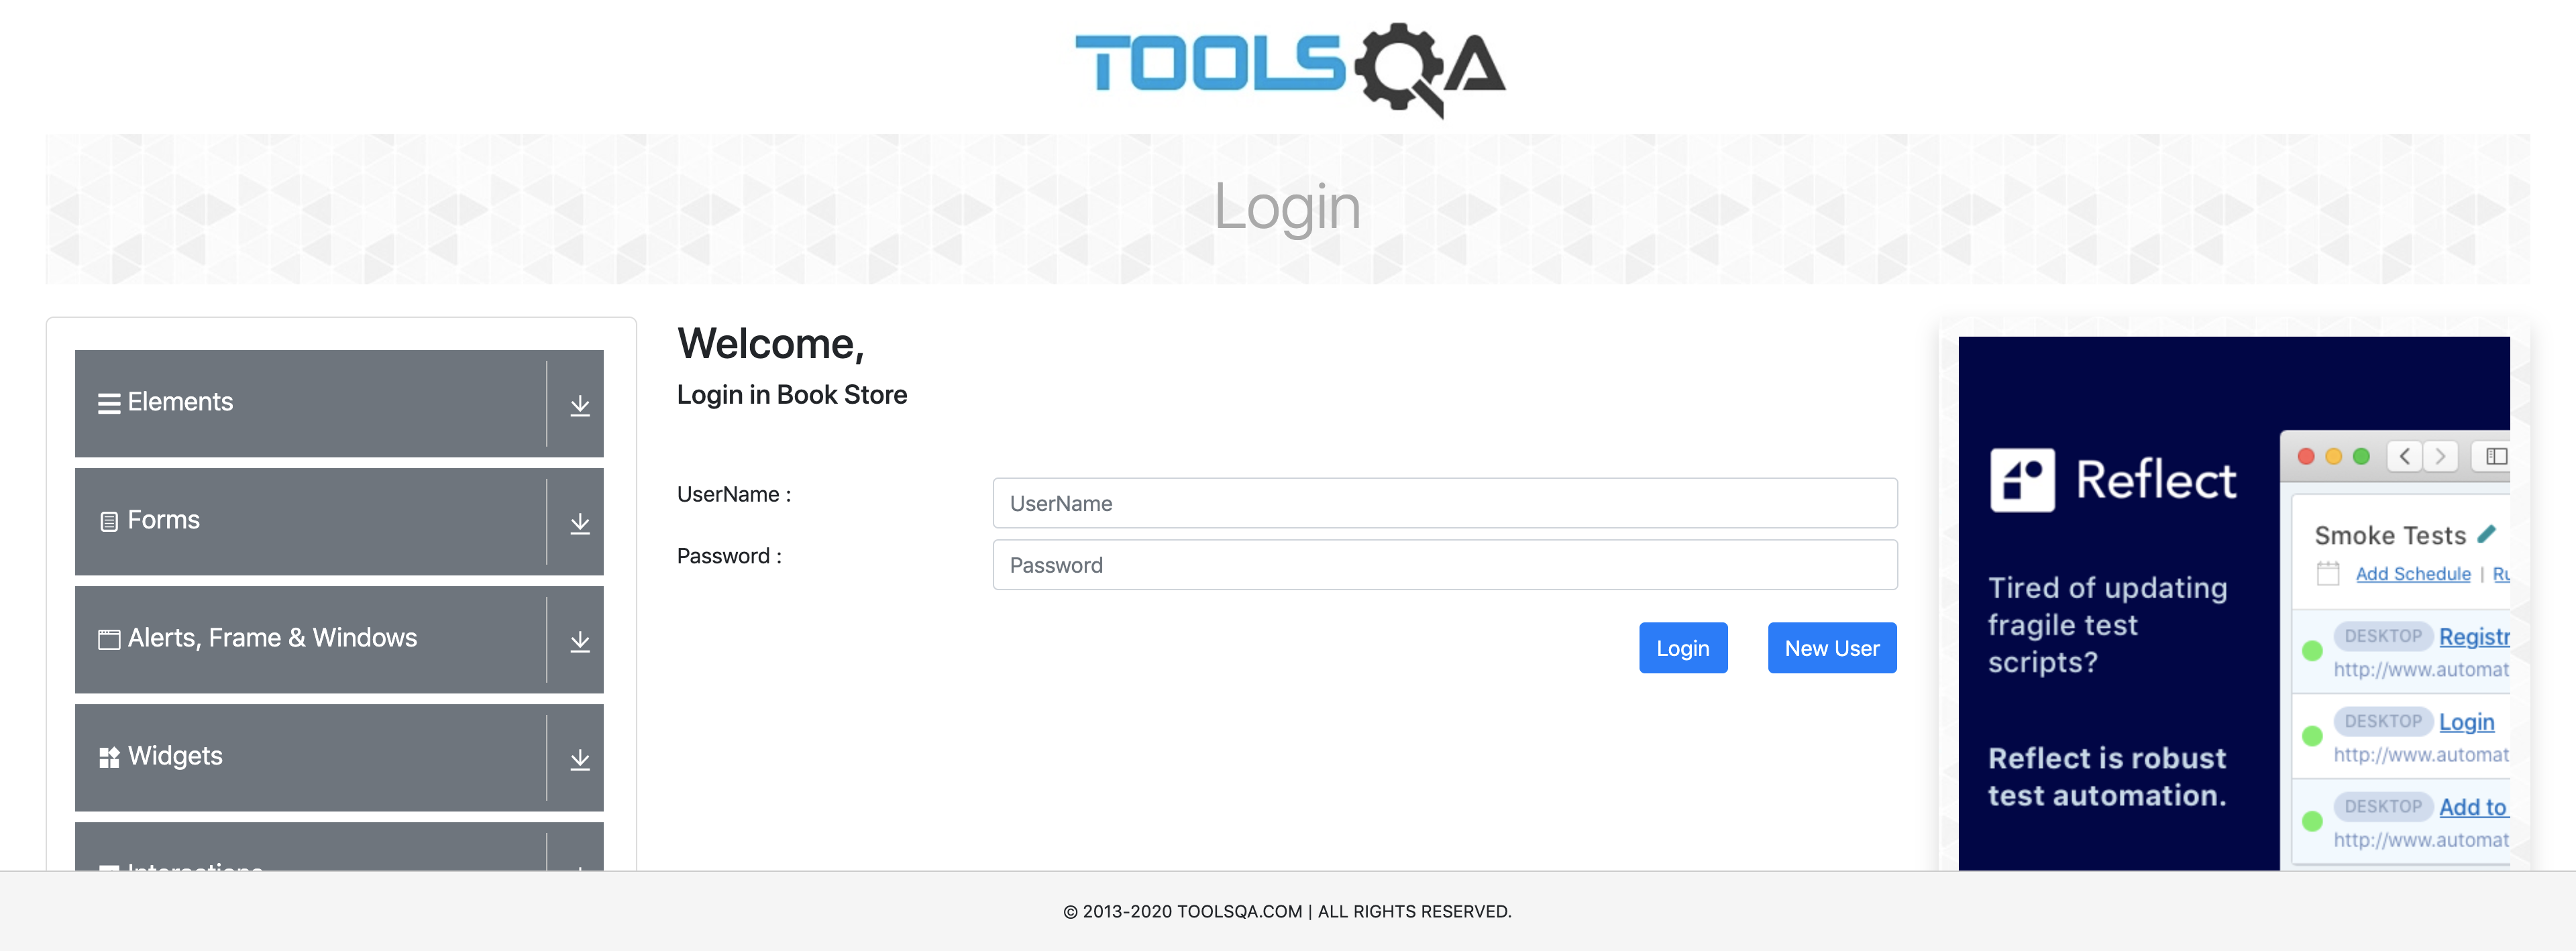 TOOLSQA
Login
Elements
Forms
Alerts, Frame & Windows
Widgets
Interactions
Welcome,
Login in Book Store
UserName :
UserName
Password :
Password
Login
New User
Reflect
Tired of updating
fragile test
scripts?
Reflect is robust
test automation.
Smoke Tests
Add Schedule | Ru
DESKTOP Registr
http://www.automat
DESKTOP Login
http://www.automat
DESKTOP Add to
http://www.automat
© 2013-2020 TOOLSQA.COM | ALL RIGHTS RESERVED.